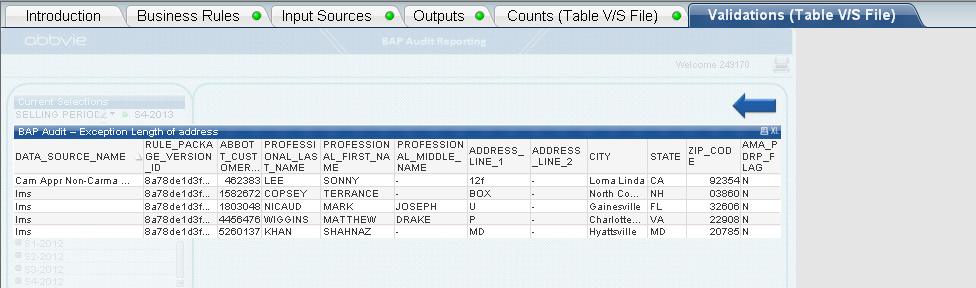 Introduction Business Rules Input Sources Outputs Counts (Table V/S File) Validations (Table V/S File)
abbvie BAP Audit Reporting
Welcome 249170
Current Selections
SELLING PERIOD S4-2013
BAP Audit – Exception Length of address XL
DATA_SOURCE_NAME RULE_PACKAGE_VERSION_ID ABBOT_CUSTOMER... PROFESSIONAL_LAST_NAME PROFESSIONAL_FIRST_NAME PROFESSIONAL_MIDDLE_NAME ADDRESS_LINE_1 ADDRESS_LINE_2 CITY STATE ZIP_CODE AMA_PDRP_FLAG
Cam Appr Non-Carma ... 8a78de1d3f... 462383 LEE SONNY - 12f - Loma Linda CA 92354 N
Ims 8a78de1d3f... 1582672 COPSEY TERRANCE - BOX - North Co... NH 03860 N
Ims 8a78de1d3f... 1803048 NICAUD MARK JOSEPH U - Gainesville FL 32606 N
Ims 8a78de1d3f... 4456476 WIGGINS MATTHEW DRAKE P - Charlotte... VA 22908 N
Ims 8a78de1d3f... 5260137 KHAN SHAHNAZ - MD - Hyattsville MD 20785 N
S1-2012
S2-2012
S3-2012
S4-2012